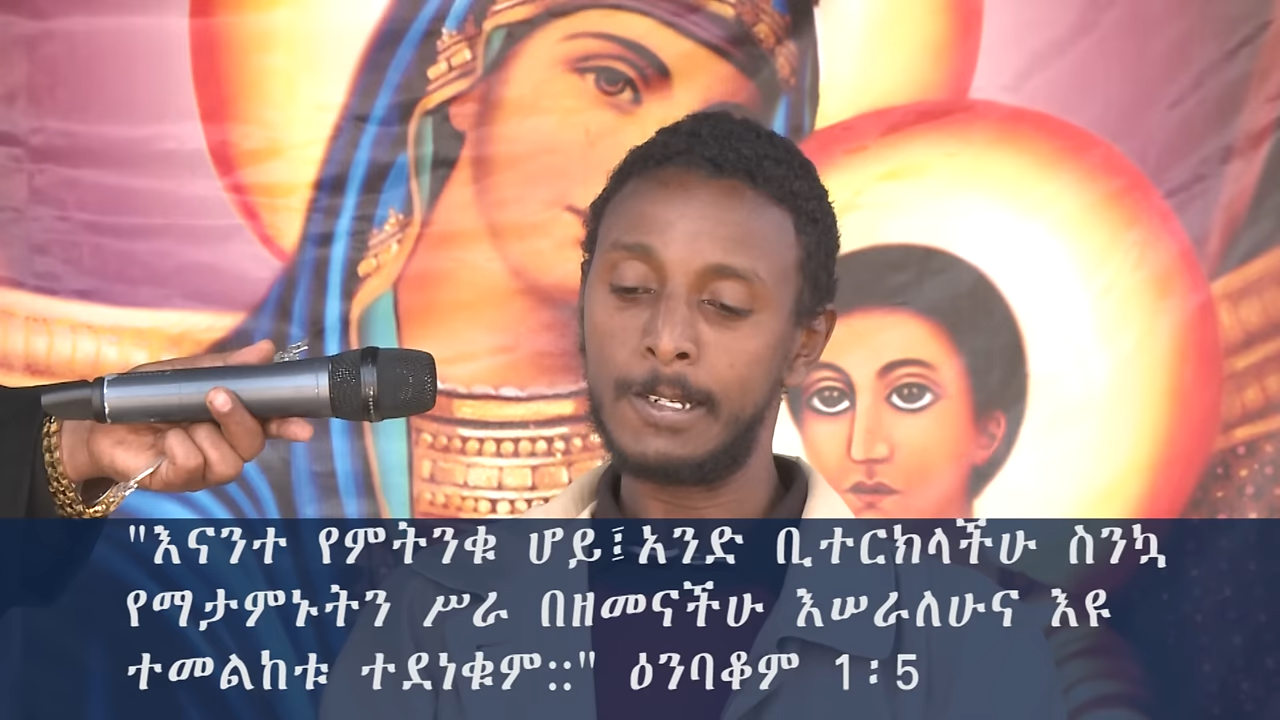 "እናንተ የምትንቁ ሆይ፤አንድ ቢተርክላችሁ ስንኳ
የማታምኑትን ሥራ በዘመናችሁ እሠራለሁና እዩ
ተመልከቱ ተደነቁም::" ዕንባቆም 1፡5